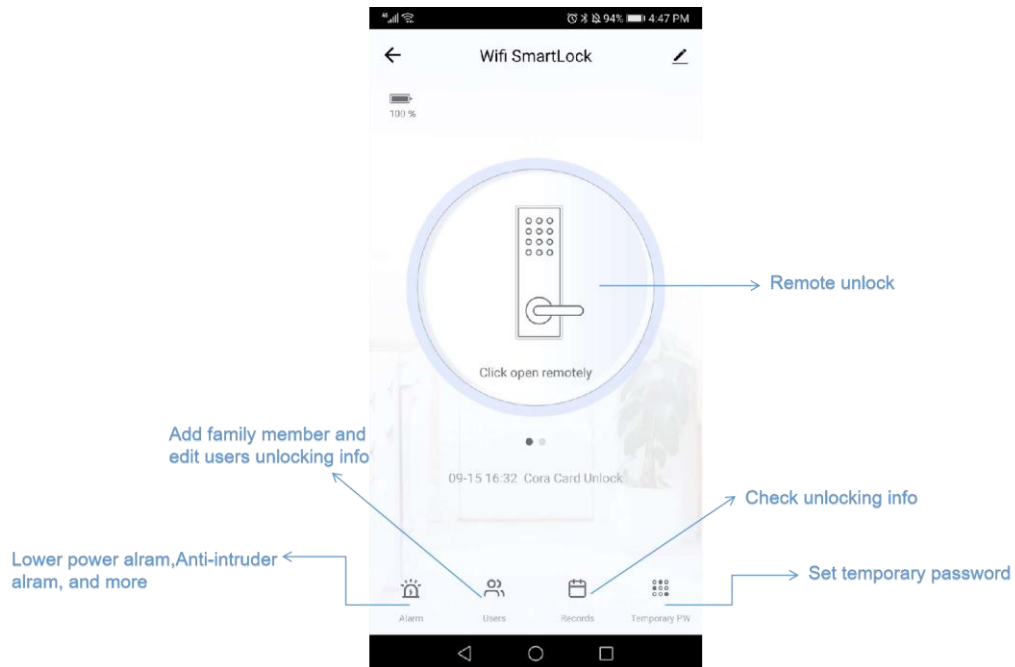 4G 94% 4:47 PM
Wifi SmartLock
100 %
Remote unlock
Click open remotely
Add family member and
edit users unlocking info
09-15 16:32 Cora Card Unlock
Check unlocking info
Lower power alram,Anti-intruder
alram, and more
Set temporary password
Alarm Users Records Temporary PW